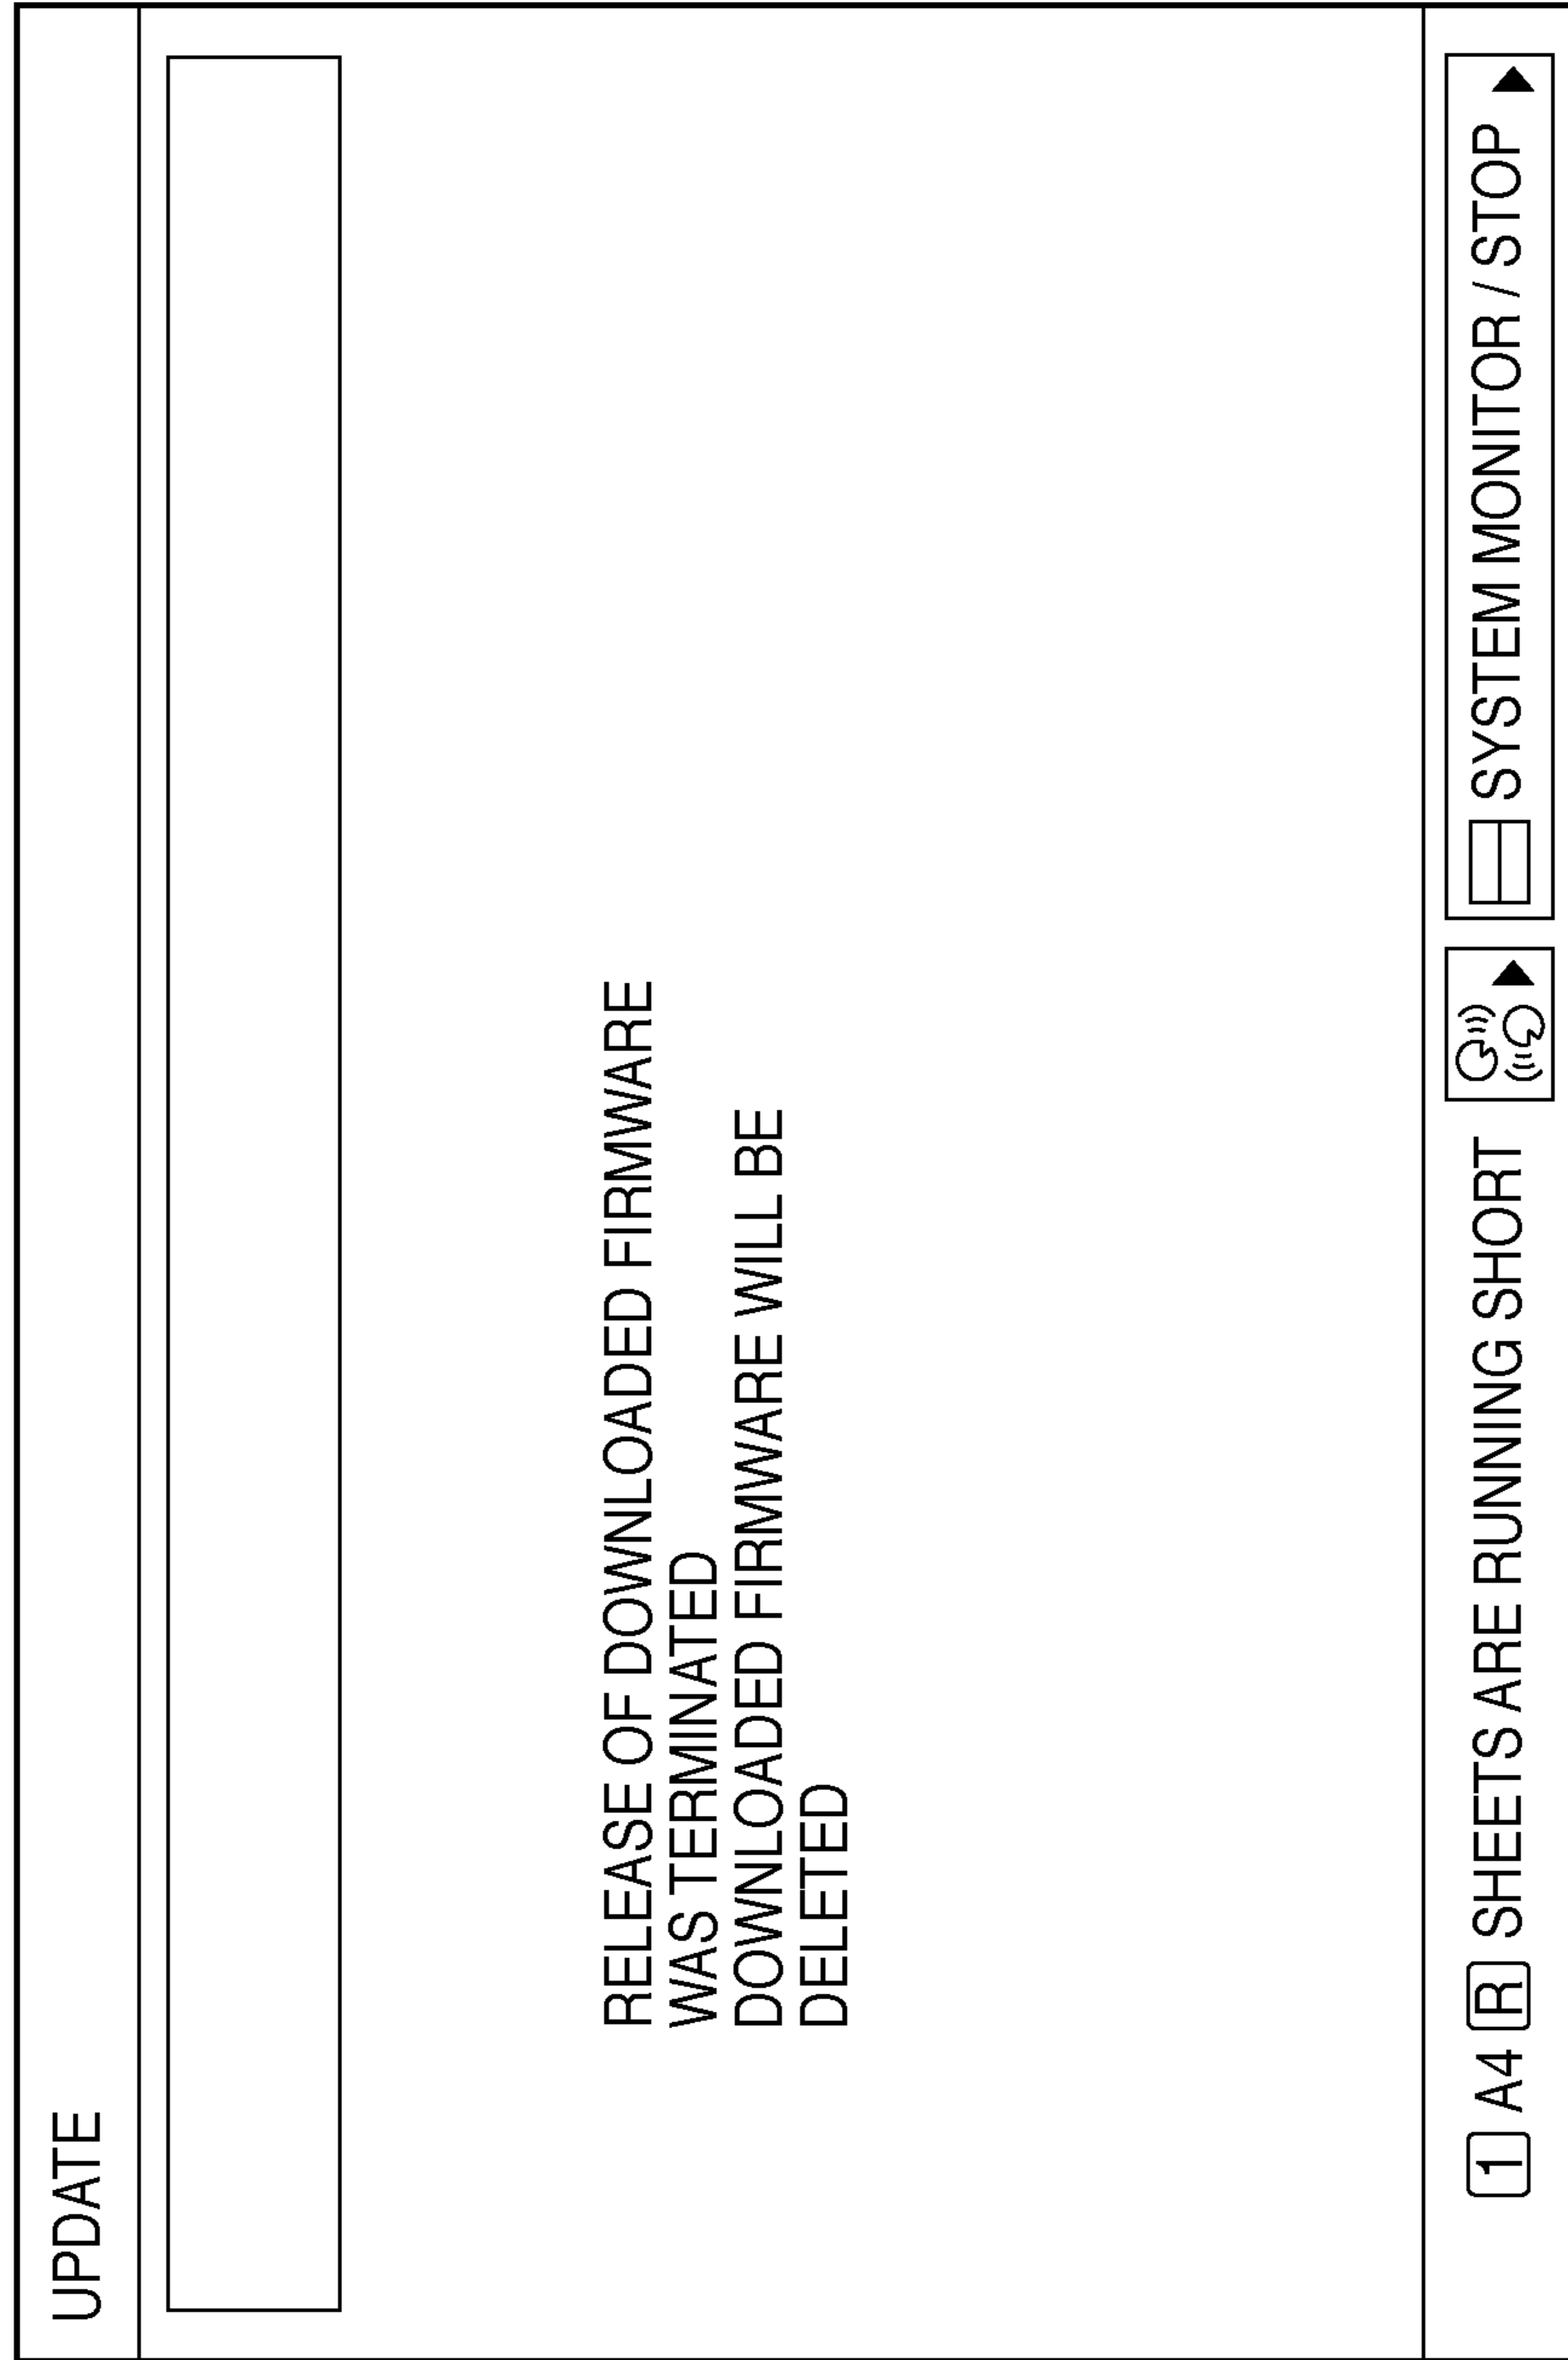 UPDATE
RELEASE OF DOWNLOADED FIRMWARE
WAS TERMINATED
DOWNLOADED FIRMWARE WILL BE
DELETED
1 A4 R SHEETS ARE RUNNING SHORT
SYSTEM MONITOR / STOP